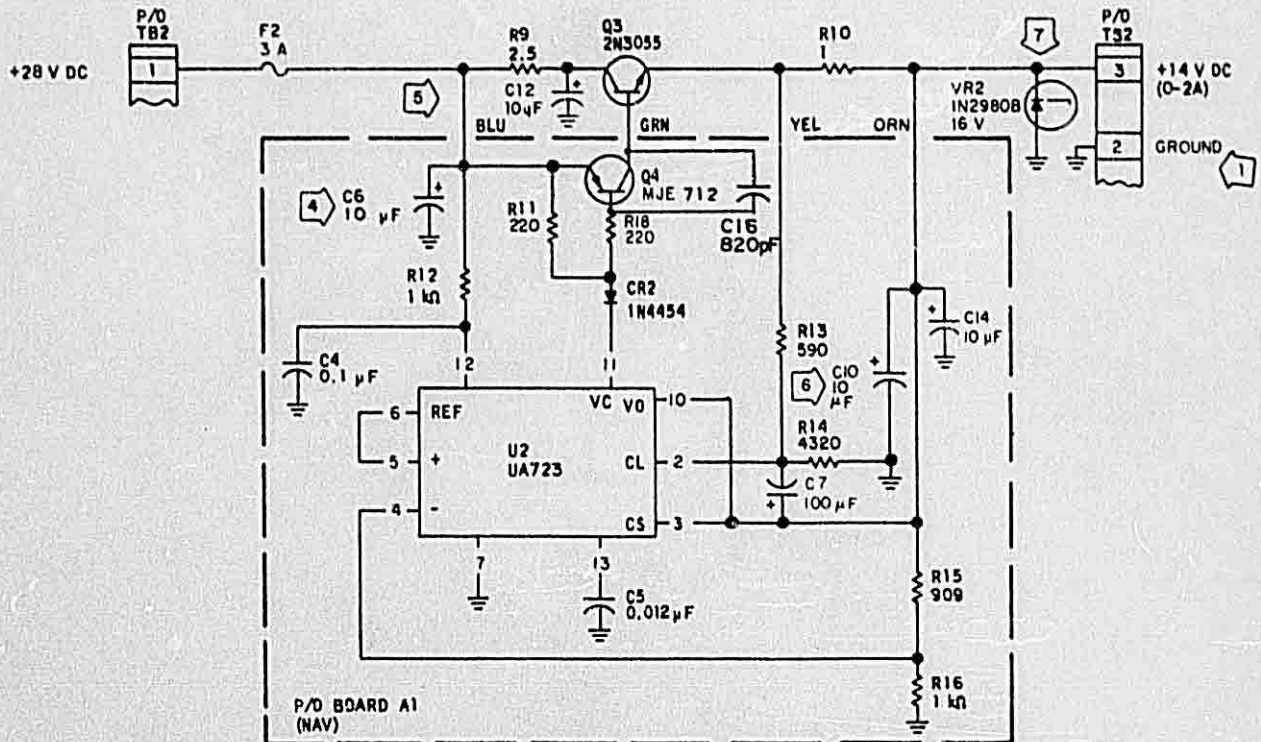 P/O
TB2
1
+28 V DC
F2
3 A
R9
2.5
Q3
2N3055
C12
10μF
5
R10
1
7
P/O
TB2
3
+14 V DC
(0-2A)
VR2
1N2980B
16 V
2
GROUND
1
BLU
GRN
YEL
ORN
4
C6
10 μF
R11
220
Q4
MJE 712
R18
220
C16
820pF
R12
1 kΩ
CR2
1N4454
C4
0.1 μF
12
11
R13
590
6
C10
10
μF
C14
10 μF
6
REF
VC
VO
10
5
+
U2
UA723
CL
2
R14
4320
4
-
CS
3
C7
100 μF
7
13
C5
0.012μF
R15
909
R16
1 kΩ
P/O BOARD A1
(NAV)